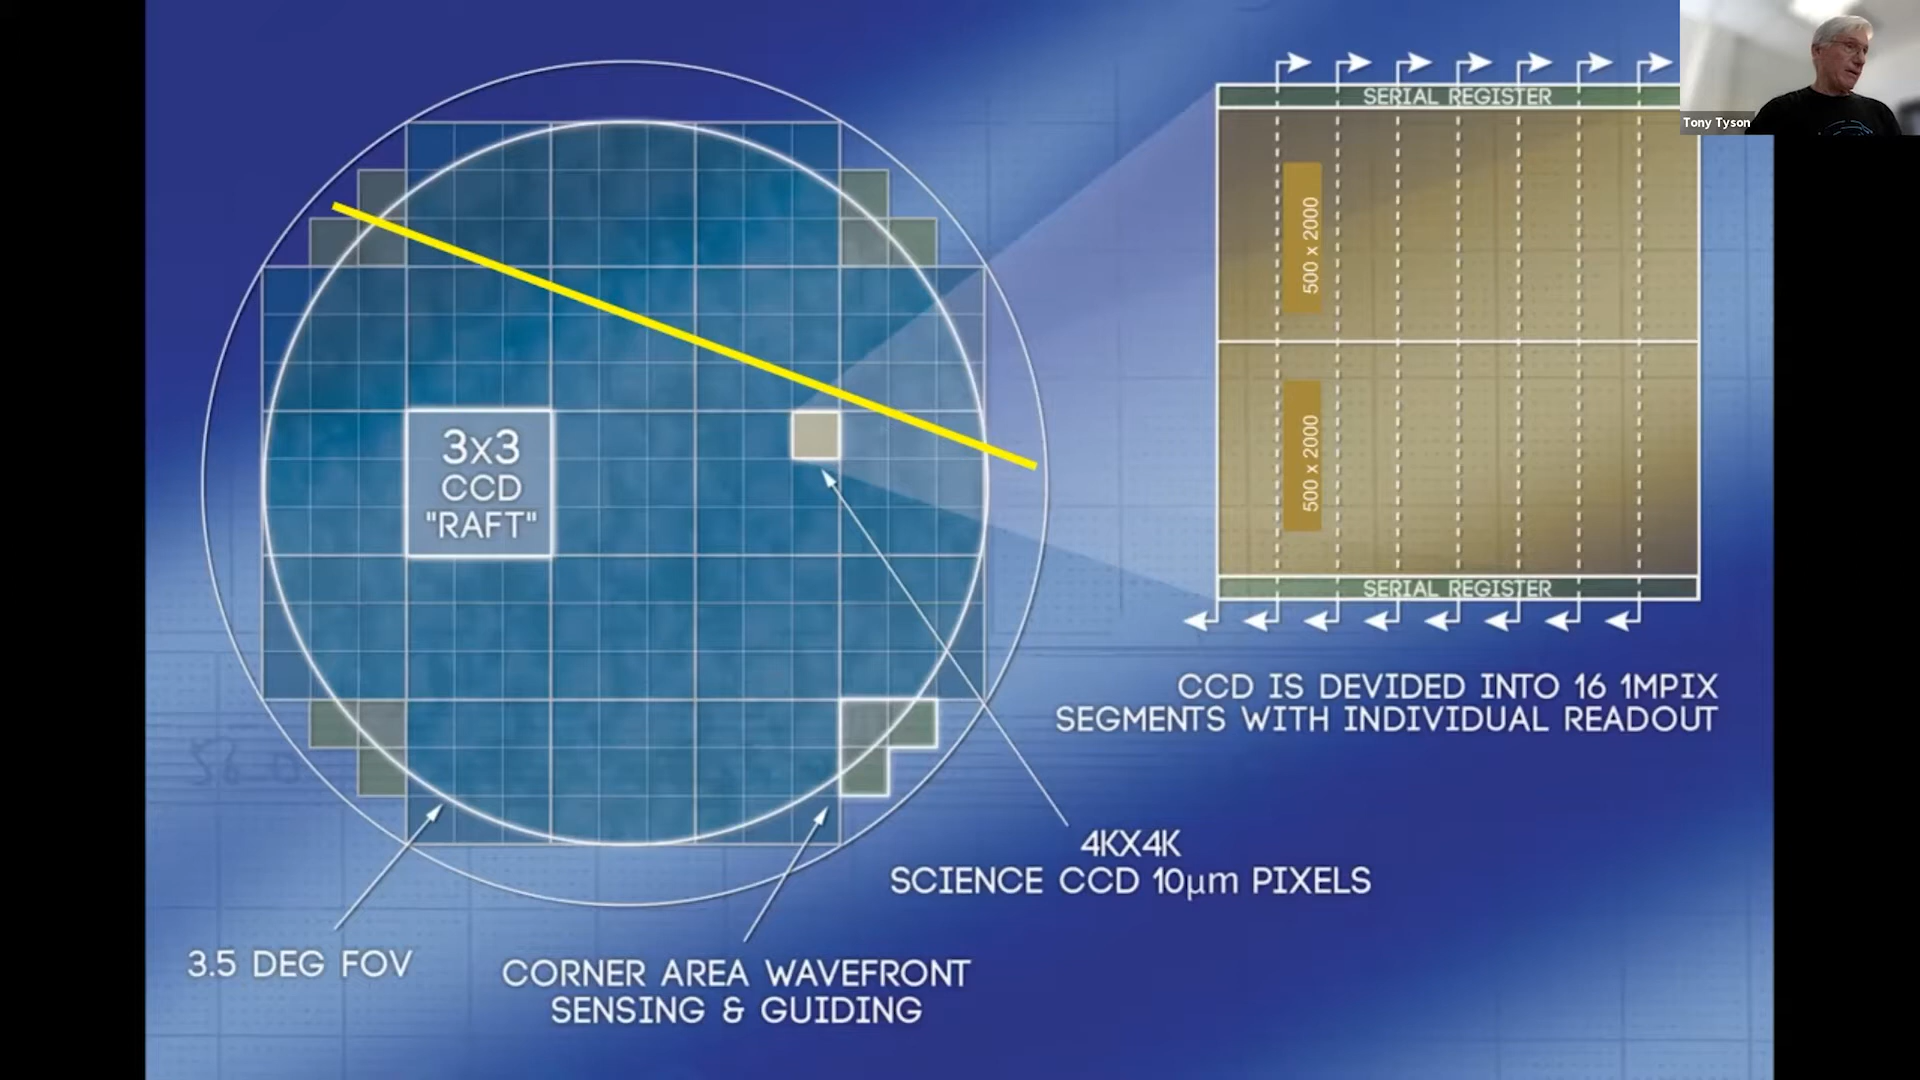 Tony Tyson
SERIAL REGISTER
500 x 2000
500 x 2000
SERIAL REGISTER
3x3
CCD
"RAFT"
CCD IS DEVIDED INTO 16 1MPIX
SEGMENTS WITH INDIVIDUAL READOUT
4KX4K
SCIENCE CCD 10µm PIXELS
3.5 DEG FOV
CORNER AREA WAVEFRONT
SENSING & GUIDING